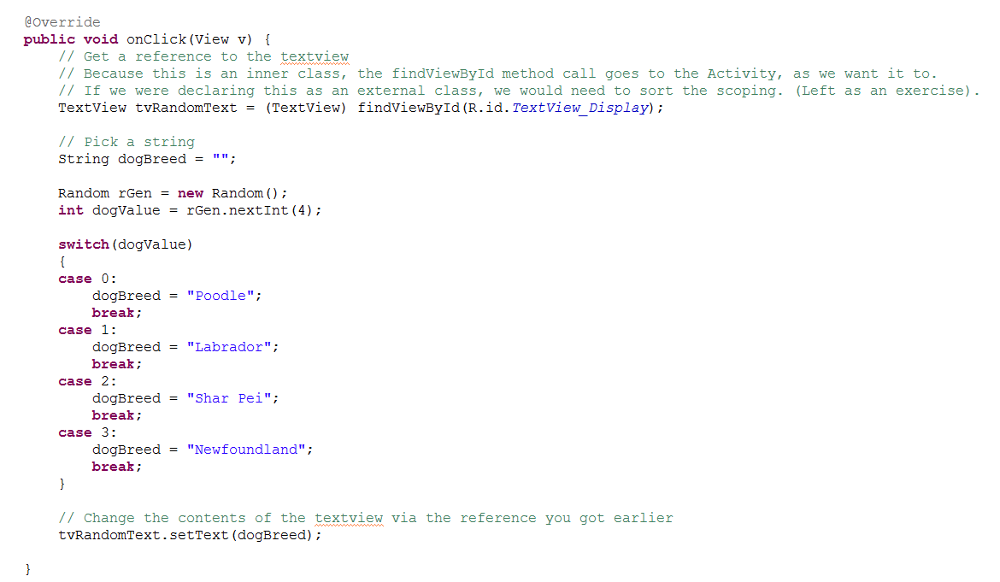 @Override
public void onClick(View v) {
    // Get a reference to the textview
    // Because this is an inner class, the findViewById method call goes to the Activity, as we want it to.
    // If we were declaring this as an external class, we would need to sort the scoping. (Left as an exercise).
    TextView tvRandomText = (TextView) findViewById(R.id.TextView_Display);

    // Pick a string
    String dogBreed = "";

    Random rGen = new Random();
    int dogValue = rGen.nextInt(4);

    switch(dogValue)
    {
    case 0:
        dogBreed = "Poodle";
        break;
    case 1:
        dogBreed = "Labrador";
        break;
    case 2:
        dogBreed = "Shar Pei";
        break;
    case 3:
        dogBreed = "Newfoundland";
        break;
    }

    // Change the contents of the textview via the reference you got earlier
    tvRandomText.setText(dogBreed);

}